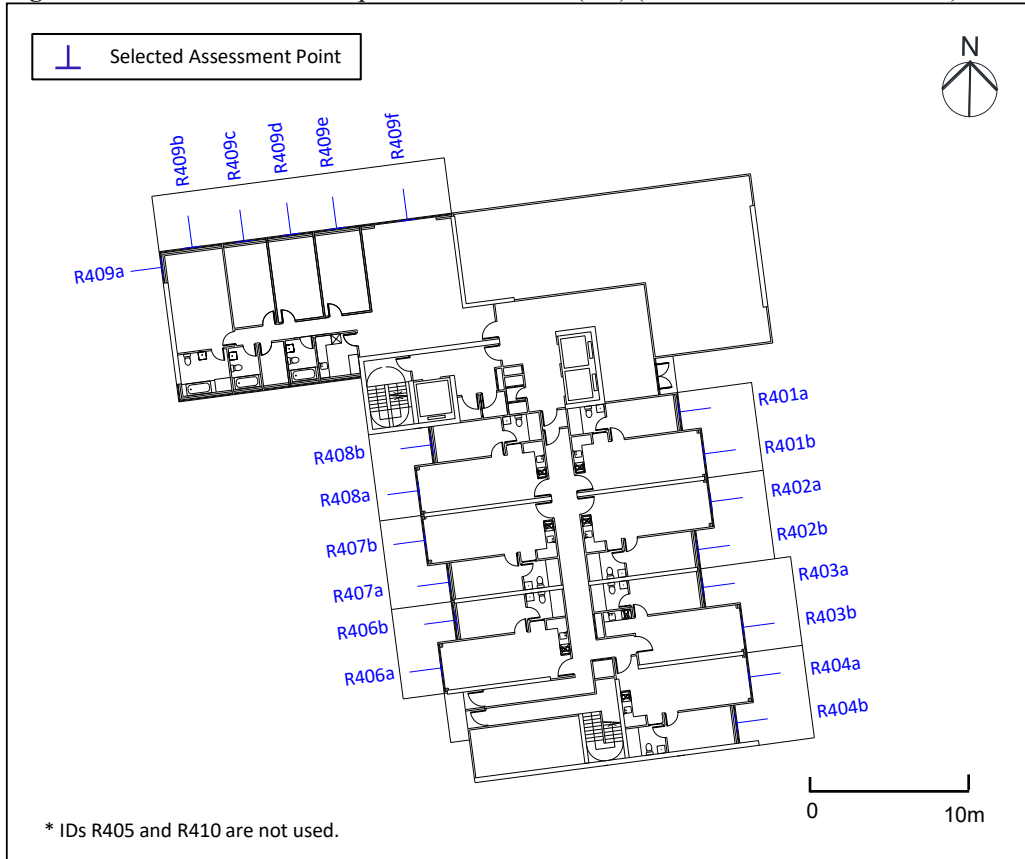 Selected Assessment Point
N
R409b
R409c
R409d
R409e
R409f
R409a
R401a
R401b
R408b
R408a
R402a
R407b
R402b
R407a
R403a
R406b
R403b
R406a
R404a
R404b
0
10m
* IDs R405 and R410 are not used.